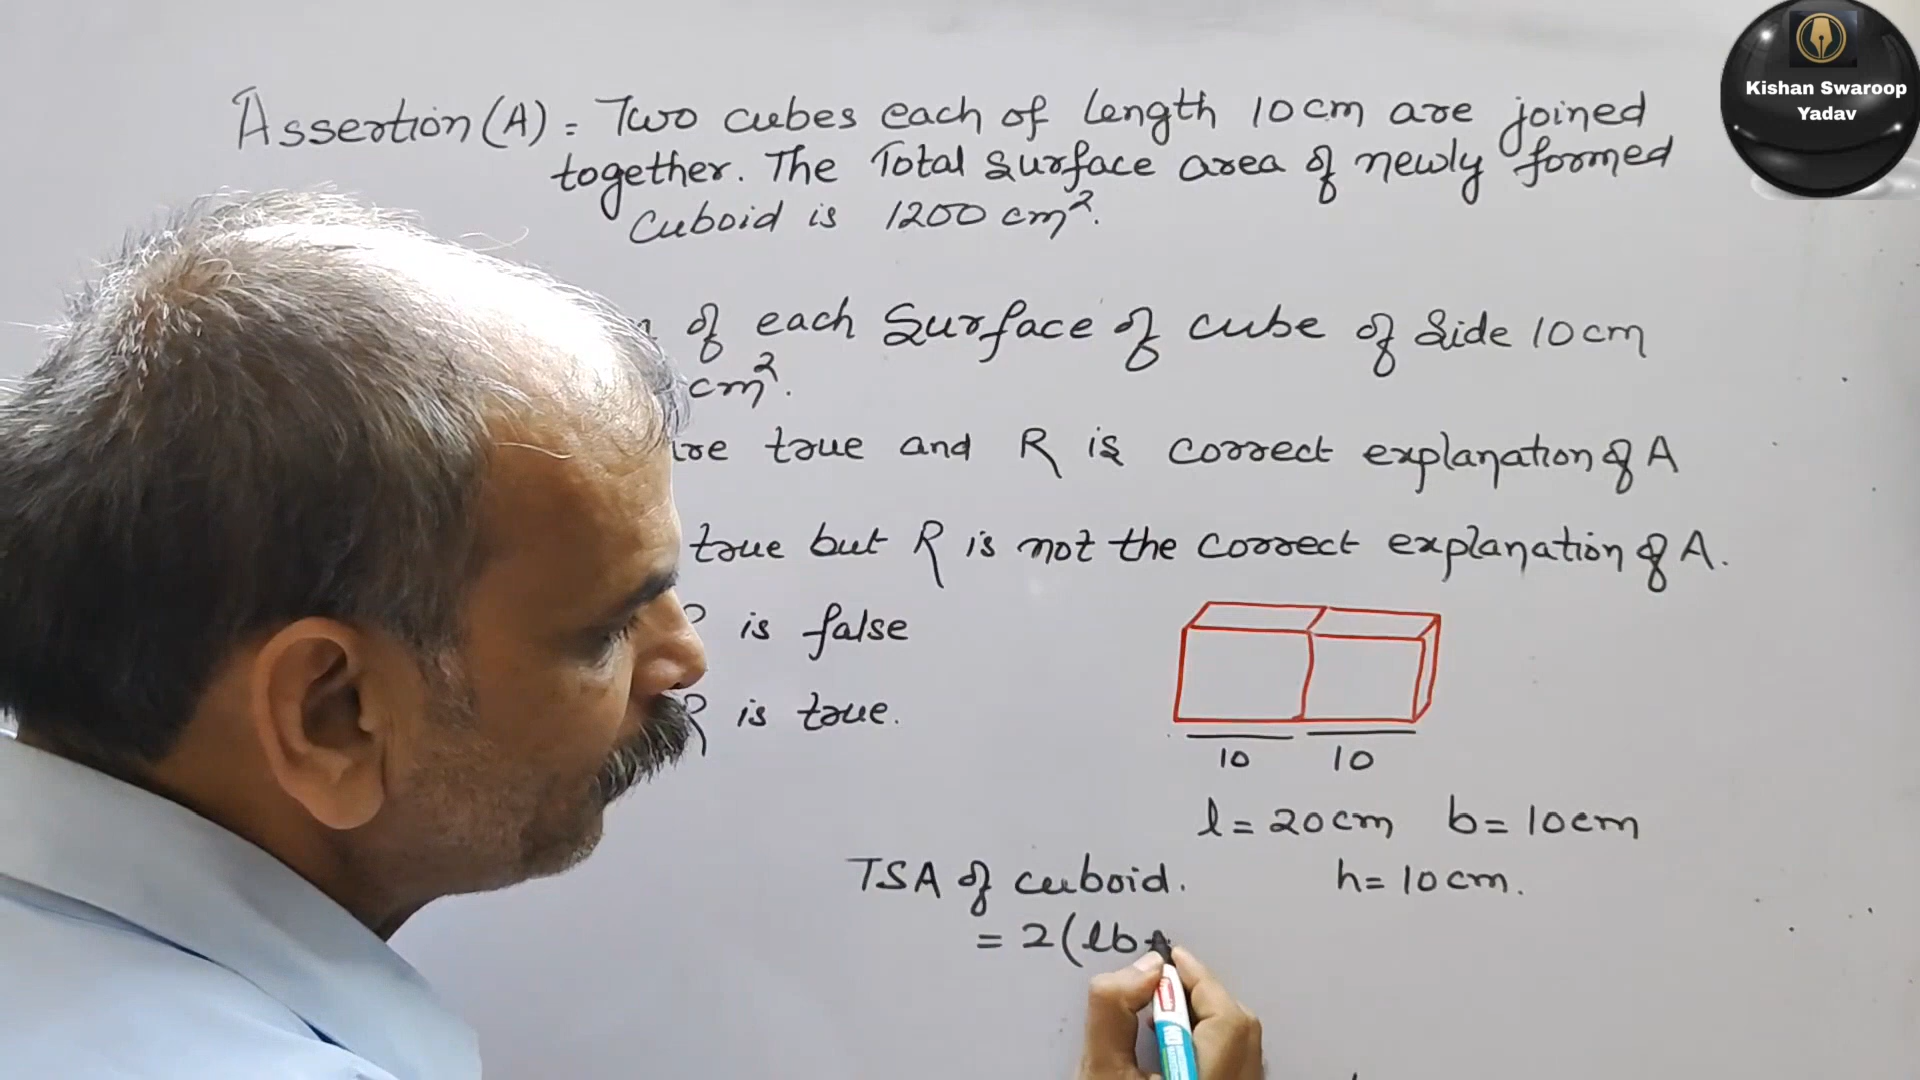 Kishan Swaroop
Yadav
Assertion (A) = Two cubes each of length 10 cm are joined
together. The Total surface area of newly formed
Cuboid is 1200 cm².
of each Surface of cube of Side 10 cm
cm².
true and R is correct explanation of A
true but R is not the correct explanation of A.
is false
R is true.
10 10
l = 20 cm b = 10 cm
TSA of cuboid. h = 10 cm.
= 2 (lb +